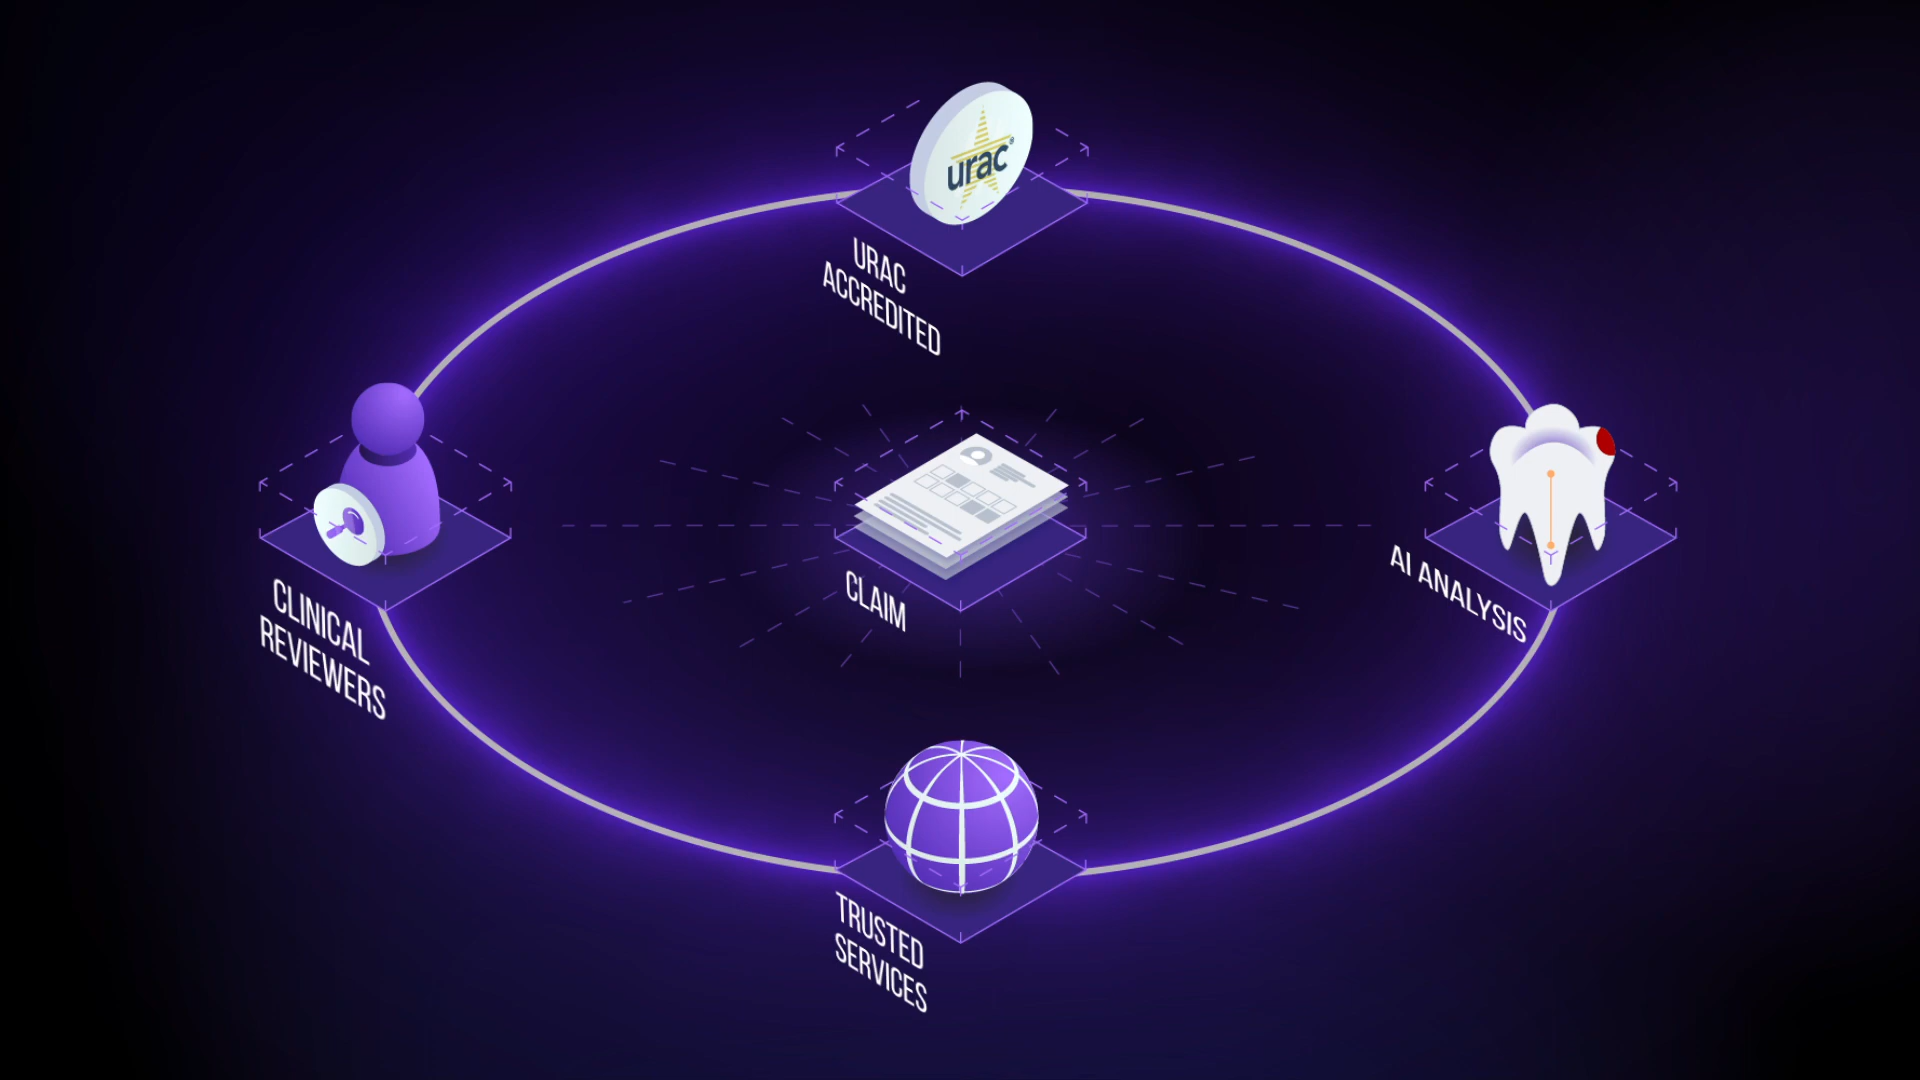 urac®
URAC
ACCREDITED
CLINICAL
REVIEWERS
CLAIM
AI ANALYSIS
TRUSTED
SERVICES